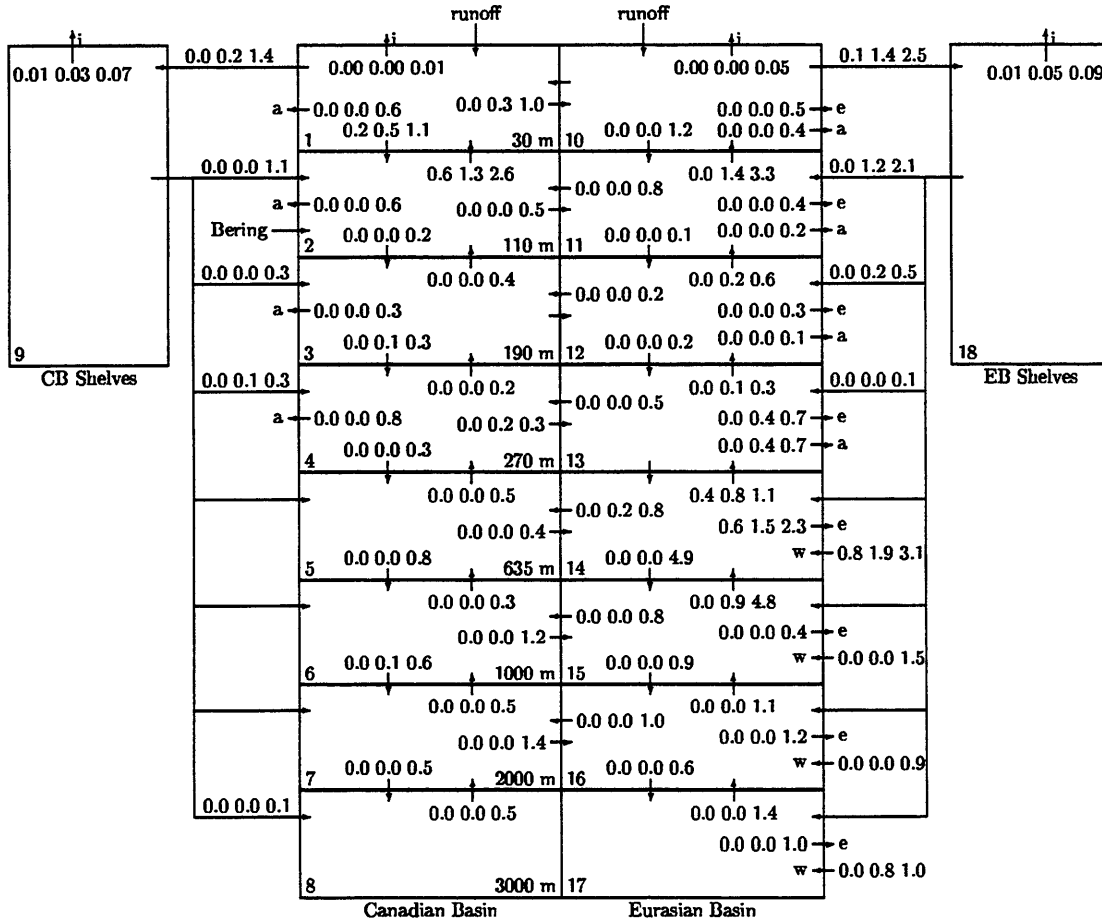 runoff runoff
i i i i
0.01 0.03 0.07 0.0 0.2 1.4 0.00 0.00 0.01 0.00 0.00 0.05 0.1 1.4 2.5 0.01 0.05 0.09
0.0 0.3 1.0
a 0.0 0.0 0.6 0.0 0.0 0.5 e
0.2 0.5 1.1 0.0 0.0 1.2 0.0 0.0 0.4 a
1 30 m 10
0.0 0.0 1.1 0.6 1.3 2.6 0.0 1.4 3.3 0.0 1.2 2.1
0.0 0.0 0.8
a 0.0 0.0 0.6 0.0 0.0 0.5 0.0 0.0 0.4 e
Bering 0.0 0.0 0.2 0.0 0.0 0.1 0.0 0.0 0.2 a
2 110 m 11
0.0 0.0 0.3 0.0 0.0 0.4 0.0 0.2 0.6 0.0 0.2 0.5
0.0 0.0 0.2
a 0.0 0.0 0.3 0.0 0.0 0.3 e
0.0 0.1 0.3 0.0 0.0 0.2 0.0 0.0 0.1 a
9 3 190 m 12 18
CB Shelves EB Shelves
0.0 0.1 0.3 0.0 0.0 0.2 0.0 0.1 0.3 0.0 0.0 0.1
0.0 0.0 0.5
a 0.0 0.0 0.8 0.0 0.2 0.3 0.0 0.4 0.7 e
0.0 0.0 0.3 0.0 0.4 0.7 a
4 270 m 13
0.0 0.0 0.5 0.4 0.8 1.1
0.0 0.2 0.8
0.0 0.0 0.4 0.6 1.5 2.3 e
0.0 0.0 0.8 0.0 0.0 4.9 w 0.8 1.9 3.1
5 635 m 14
0.0 0.0 0.3 0.0 0.9 4.8
0.0 0.0 0.8
0.0 0.0 1.2 0.0 0.0 0.4 e
0.0 0.1 0.6 0.0 0.0 0.9 w 0.0 0.0 1.5
6 1000 m 15
0.0 0.0 0.5 0.0 0.0 1.1
0.0 0.0 1.0
0.0 0.0 1.4 0.0 0.0 1.2 e
0.0 0.0 0.5 0.0 0.0 0.6 w 0.0 0.0 0.9
7 2000 m 16
0.0 0.0 0.1 0.0 0.0 0.5 0.0 0.0 1.4
0.0 0.0 1.0 e
w 0.0 0.8 1.0
8 3000 m 17
Canadian Basin Eurasian Basin